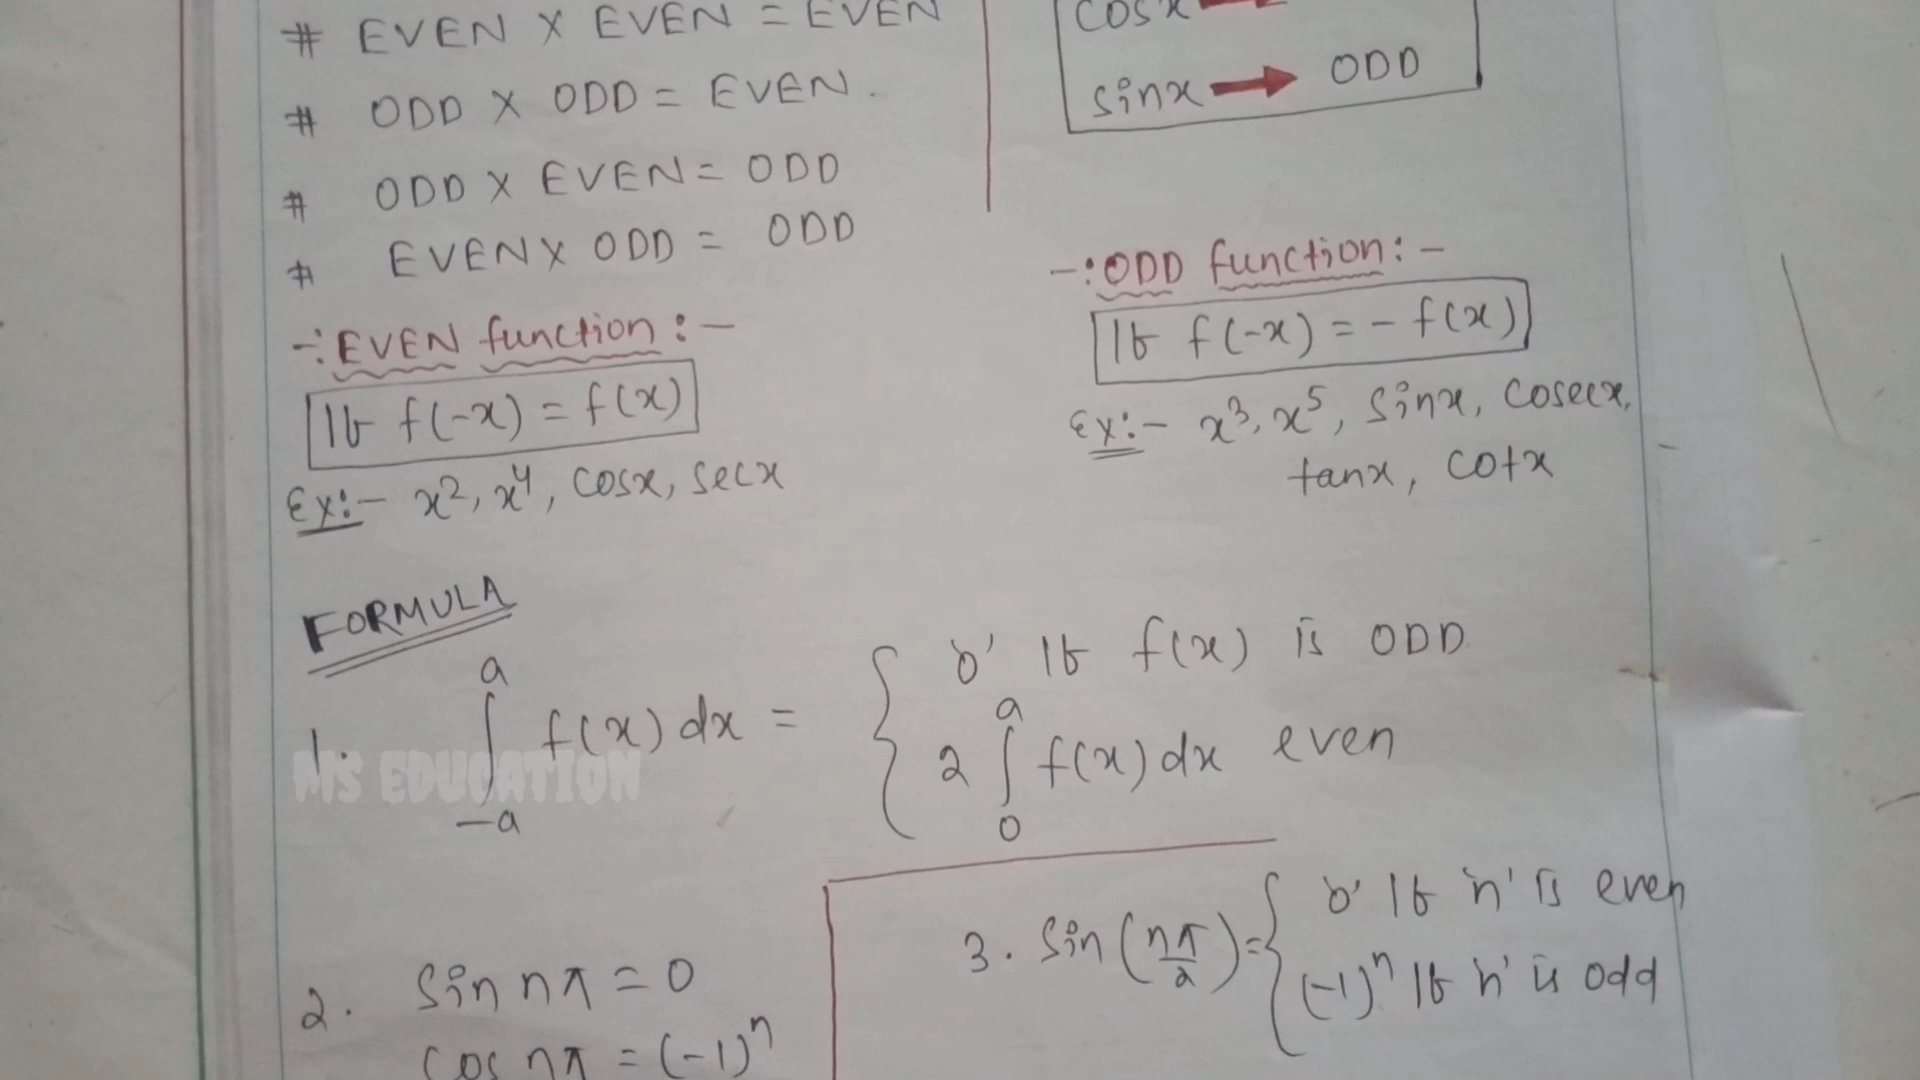 # EVEN X EVEN = EVEN
# ODD X ODD = EVEN.
# ODD X EVEN = ODD
# EVEN X ODD = ODD
cosx
sinx → ODD
-: EVEN function :-
If f(-x) = f(x)
Ex:- x², x⁴, cosx, secx
-: ODD function :-
If f(-x) = - f(x)
Ex:- x³, x⁵, sinx, cosecx,
tanx, cotx
FORMULA
1. ∫₋ₐᵃ f(x) dx = { '0' If f(x) is ODD
2 ∫₀ᵃ f(x) dx even
MS EDUCATION
2. Sin nπ = 0
cos nπ = (-1)ⁿ
3. Sin (nπ/2) = { '0' If 'n' is even
(-1)ⁿ If 'n' is odd